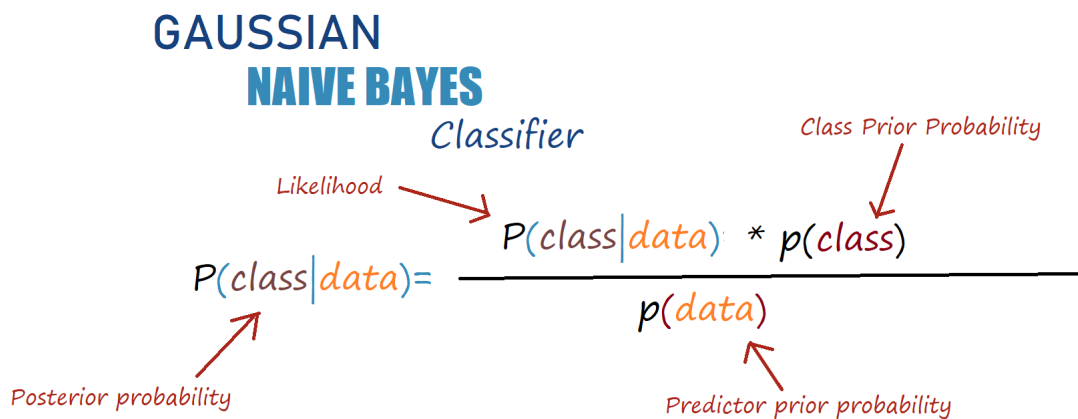 GAUSSIAN
NAIVE BAYES
Classifier
Class Prior Probability
Likelihood
P(class|data) * p(class)
P(class|data)=
p(data)
Posterior probability
Predictor prior probability